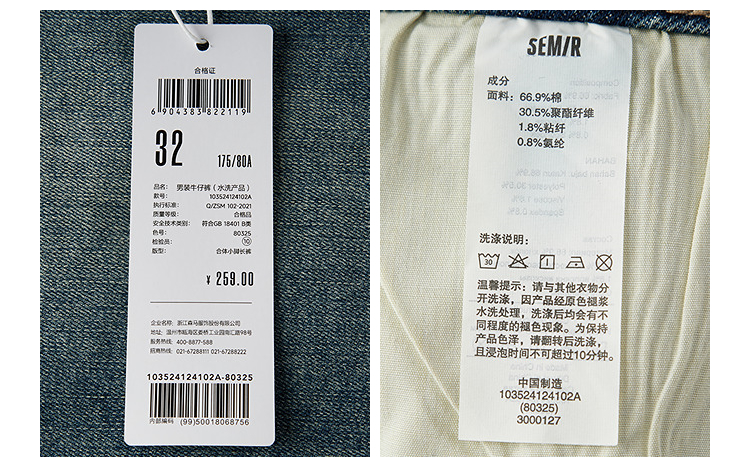 合格证
6 904383 822119
32
175/80A
品名: 男装牛仔裤（水洗产品）
款号: 103524124102A
执行标准: Q/ZSM 102-2021
质量等级: 合格品
安全技术类别: 符合GB 18401 B类
色号: 80325
检验员: 10
版型: 合体小脚长裤
¥ 259.00
企业名称: 浙江森马服饰股份有限公司
地址: 温州市瓯海区娄桥工业园南汇路98号
服务热线: 400-8877-588
招商热线: 021-67288111 021-67288222
103524124102A-80325
内部编码 (99)50018068756
SEMIR
成分
面料: 66.9%棉
30.5%聚酯纤维
1.8%粘纤
0.8%氨纶
洗涤说明:
30
温馨提示: 请与其他衣物分
开洗涤, 因产品经原色褪浆
水洗处理, 洗涤后均会有不
同程度的褪色现象。为保持
产品色泽, 请翻转后洗涤,
且浸泡时间不可超过10分钟。
中国制造
103524124102A
(80325)
3000127